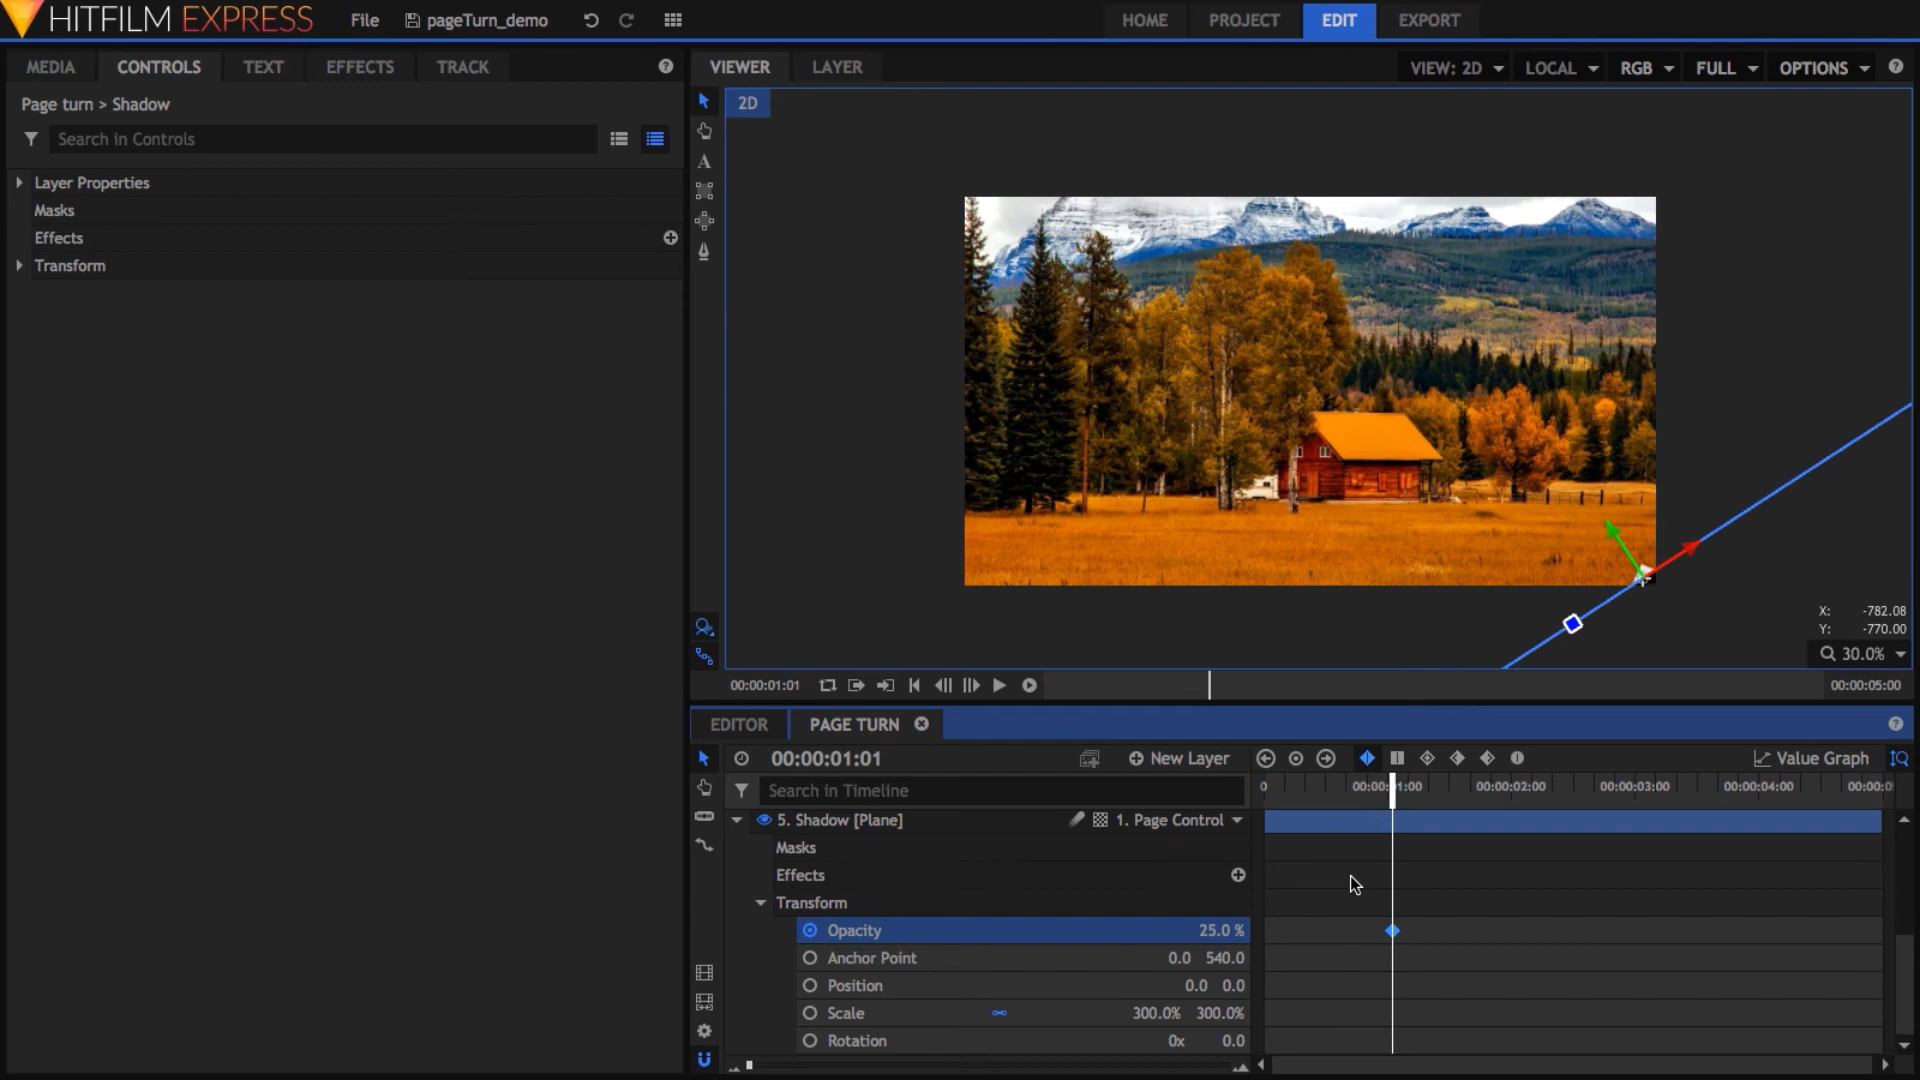 HITFILM EXPRESS
File
pageTurn_demo
HOME
PROJECT
EDIT
EXPORT
MEDIA
CONTROLS
TEXT
EFFECTS
TRACK
Page turn > Shadow
Search in Controls
Layer Properties
Masks
Effects
Transform
VIEWER
LAYER
VIEW: 2D
LOCAL
RGB
FULL
OPTIONS
2D
A
X: -782.08
Y: -770.00
30.0%
00:00:01:01
00:00:05:00
EDITOR
PAGE TURN
00:00:01:01
New Layer
Value Graph
Search in Timeline
0
00:00:01:00
00:00:02:00
00:00:03:00
00:00:04:00
00:00:0
5. Shadow [Plane]
1. Page Control
Masks
Effects
Transform
Opacity 25.0 %
Anchor Point 0.0 540.0
Position 0.0 0.0
Scale 300.0% 300.0%
Rotation 0x 0.0